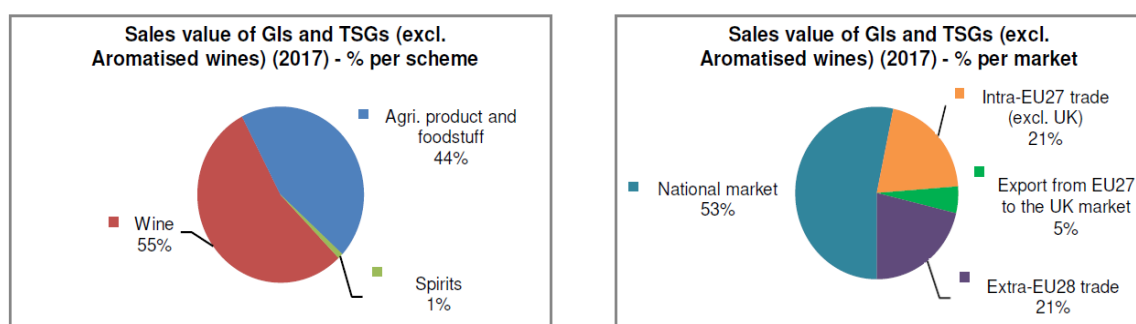 Sales value of GIs and TSGs (excl.
Aromatised wines) (2017) - % per scheme
Agri. product and
foodstuff
44%
Wine
55%
Spirits
1%
Sales value of GIs and TSGs (excl.
Aromatised wines) (2017) - % per market
Intra-EU27 trade
(excl. UK)
21%
National market
53%
Export from EU27
to the UK market
5%
Extra-EU28 trade
21%